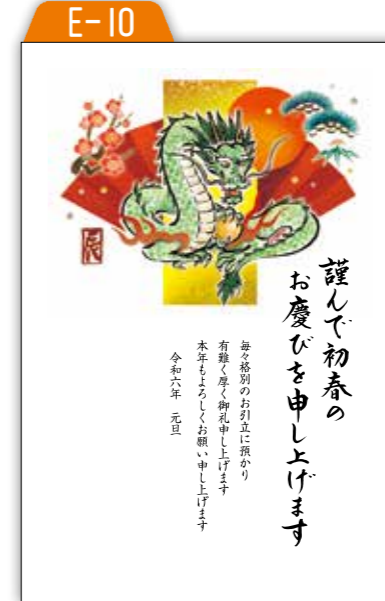 E-10
謹んで初春の
お慶びを申し上げます
毎々格別のお引立に預かり
有難く厚く御礼申し上げます
本年もよろしくお願い申し上げます
令和六年 元旦